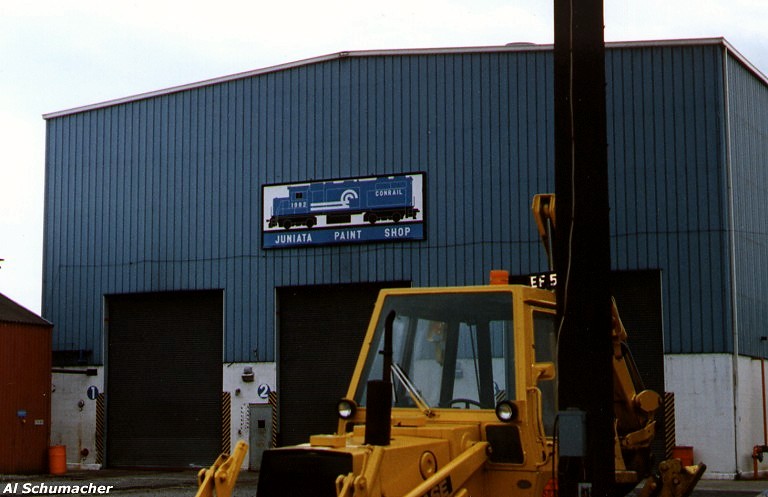 CONRAIL
1982
JUNIATA PAINT SHOP
EF5
1
2
Al Schumacher